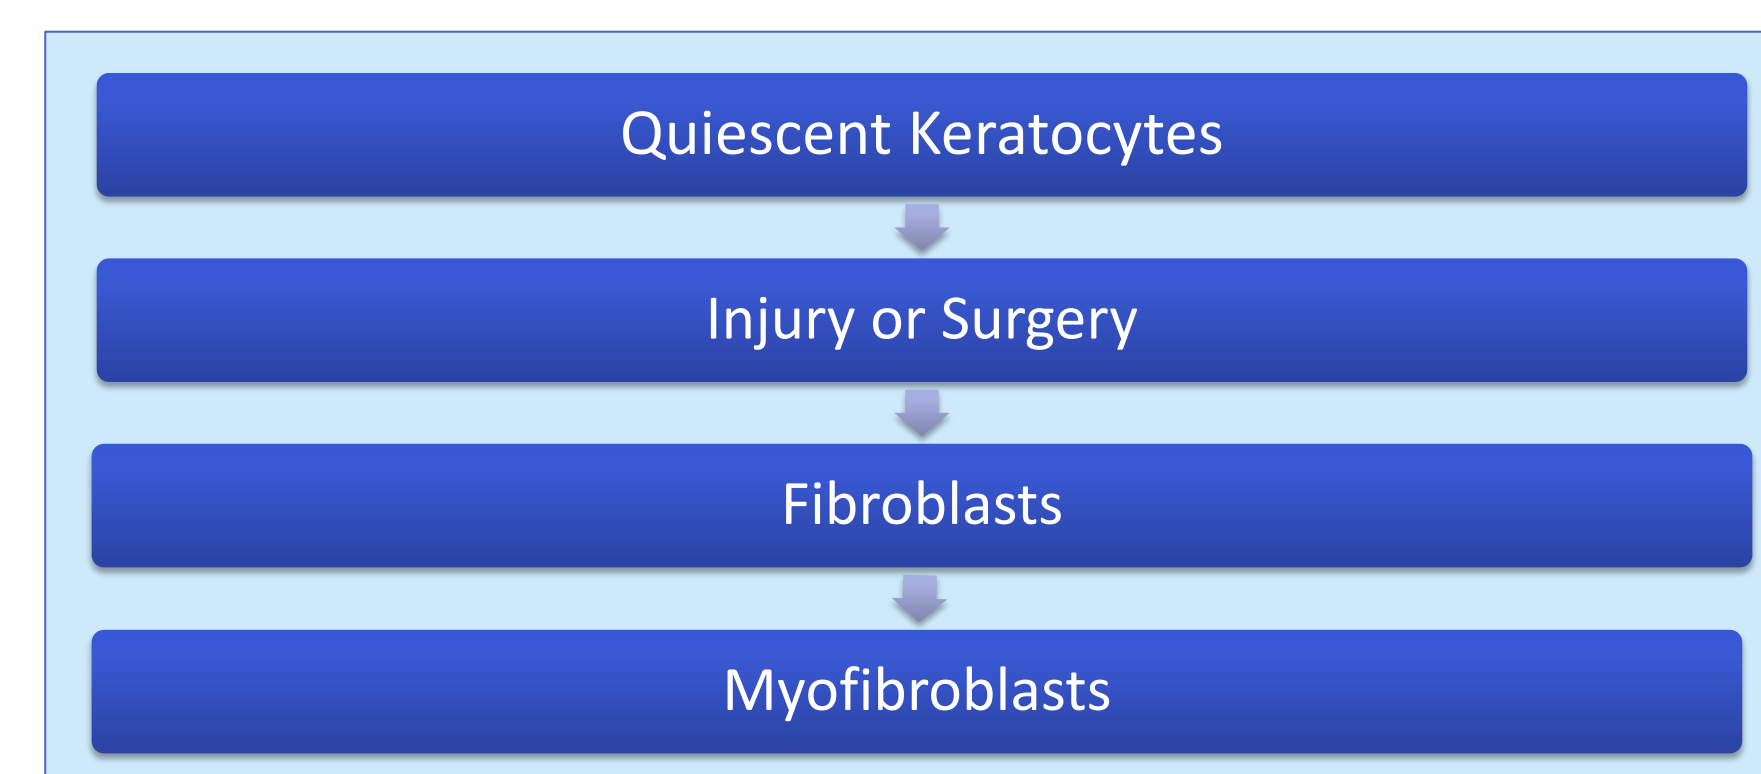 Quiescent Keratocytes
Injury or Surgery
Fibroblasts
Myofibroblasts